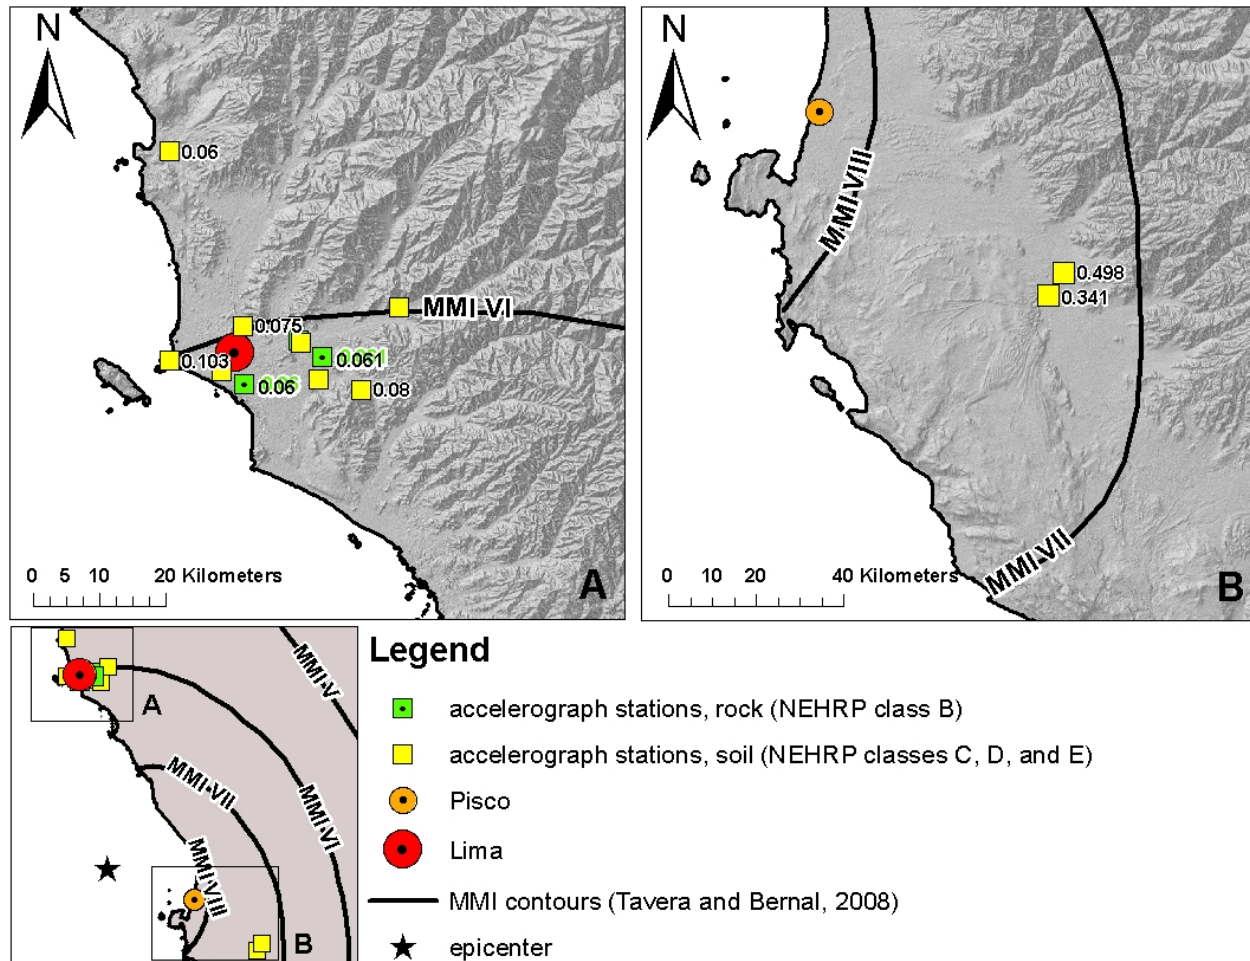 N
0.06
MMI-VI
0.075
0.103
0.061
0.06
0.08
0 5 10 20 Kilometers
A
N
MMI-VIII
0.498
0.341
MMI-VII
0 10 20 40 Kilometers
B
MMI-V
A
MMI-VII
MMI-VI
MMI-VIII
B
Legend
accelerograph stations, rock (NEHRP class B)
accelerograph stations, soil (NEHRP classes C, D, and E)
Pisco
Lima
MMI contours (Tavera and Bernal, 2008)
epicenter